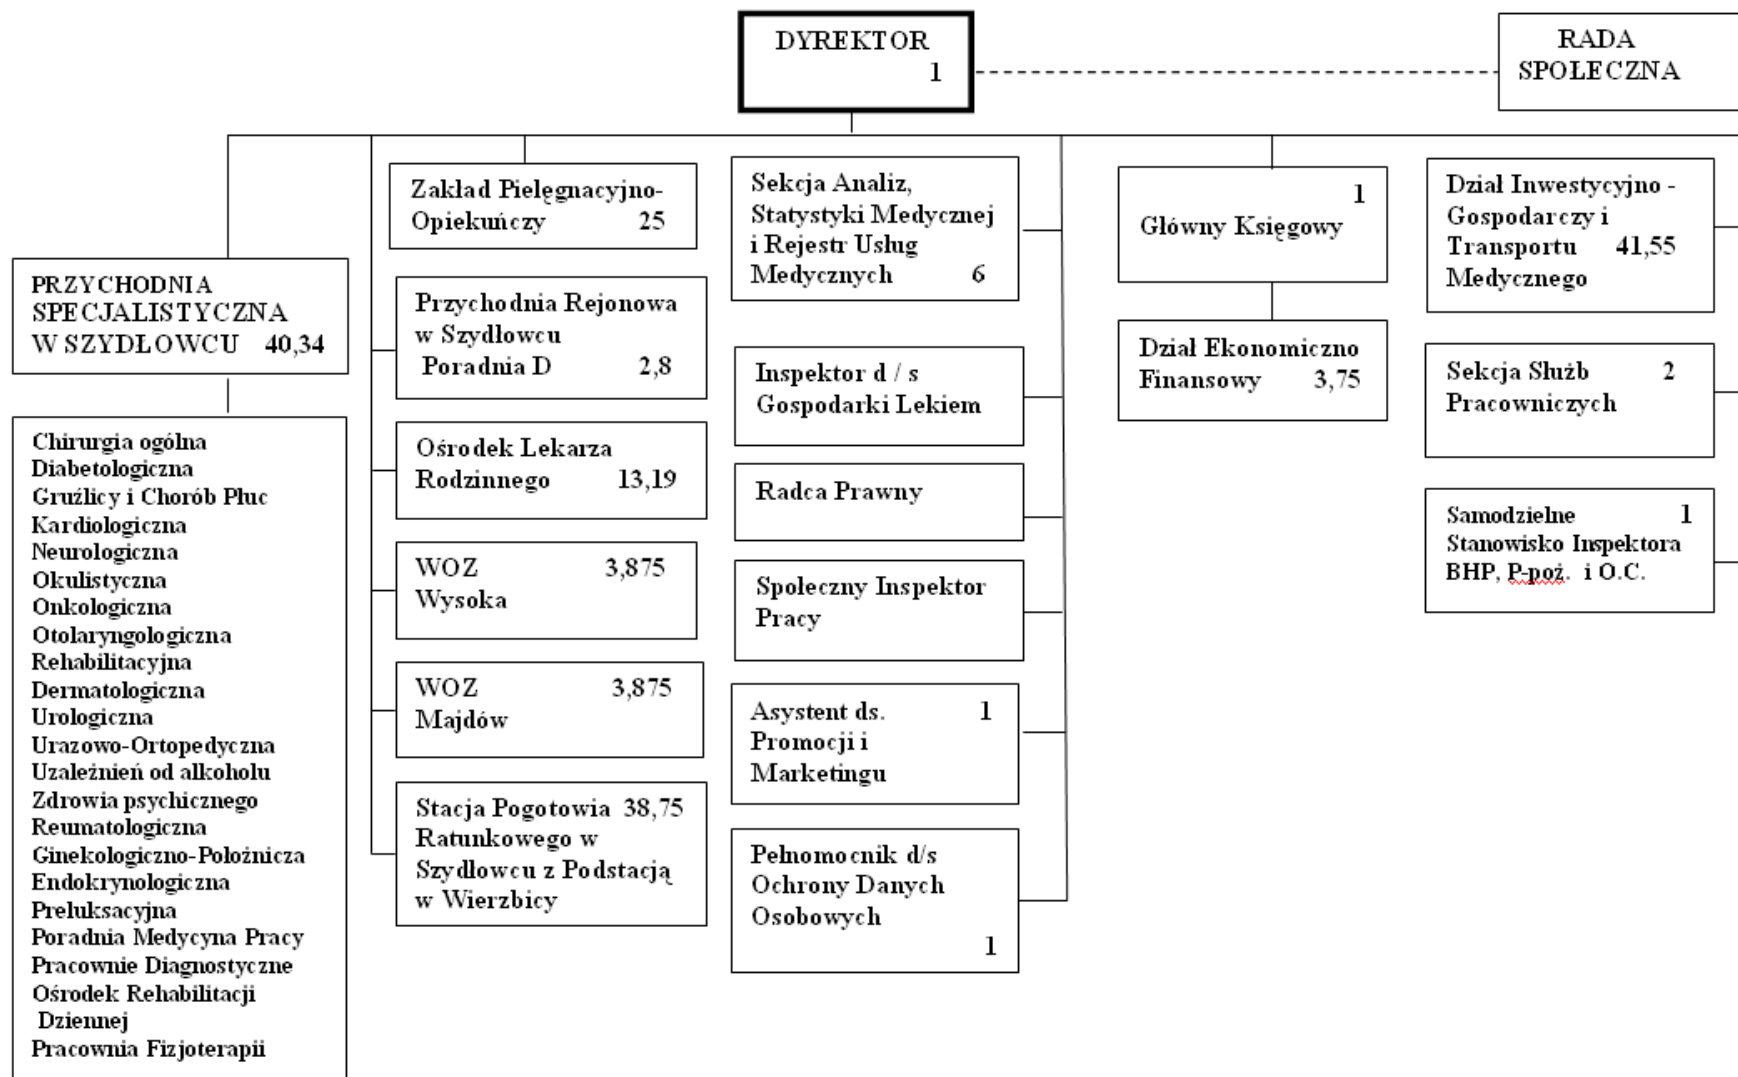 DYREKTOR
1
RADA
SPOŁECZNA
PRZYCHODNIA
SPECJALISTYCZNA
W SZYDŁOWCU 40,34
Chirurgia ogólna
Diabetologiczna
Gruźlicy i Chorób Płuc
Kardiologiczna
Neurologiczna
Okulistyczna
Onkologiczna
Otolaryngologiczna
Rehabilitacyjna
Dermatologiczna
Urologiczna
Urazowo-Ortopedyczna
Uzależnień od alkoholu
Zdrowia psychicznego
Reumatologiczna
Ginekologiczno-Położnicza
Endokrynologiczna
Preluksacyjna
Poradnia Medycyna Pracy
Pracownie Diagnostyczne
Ośrodek Rehabilitacji
Dziennej
Pracownia Fizjoterapii
Zakład Pielęgnacyjno-
Opiekuńczy 25
Przychodnia Rejonowa
w Szydłowcu
Poradnia D 2,8
Ośrodek Lekarza
Rodzinnego 13,19
WOZ 3,875
Wysoka
WOZ 3,875
Majdów
Stacja Pogotowia 38,75
Ratunkowego w
Szydłowcu z Podstacją
w Wierzbicy
Sekcja Analiz,
Statystyki Medycznej
i Rejestr Usług
Medycznych 6
Inspektor d / s
Gospodarki Lekiem
Radca Prawny
Społeczny Inspektor
Pracy
Asystent ds. 1
Promocji i
Marketingu
Pełnomocnik d/s
Ochrony Danych
Osobowych
1
1
Główny Księgowy
Dział Ekonomiczno
Finansowy 3,75
Dział Inwestycyjno -
Gospodarczy i
Transportu 41,55
Medycznego
Sekcja Służb 2
Pracowniczych
Samodzielne 1
Stanowisko Inspektora
BHP, P-poż. i O.C.